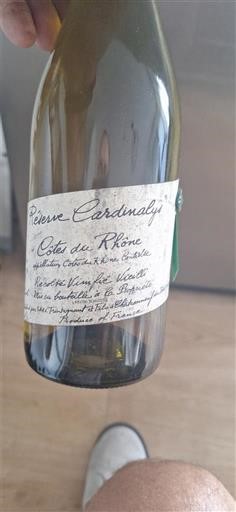 Réserve Cardinalys
Côtes du Rhône
appellation Côtes du Rhône Contrôlée
Récolté Vinifié Vieilli
Mis en bouteille à la Propriété
Produce of France